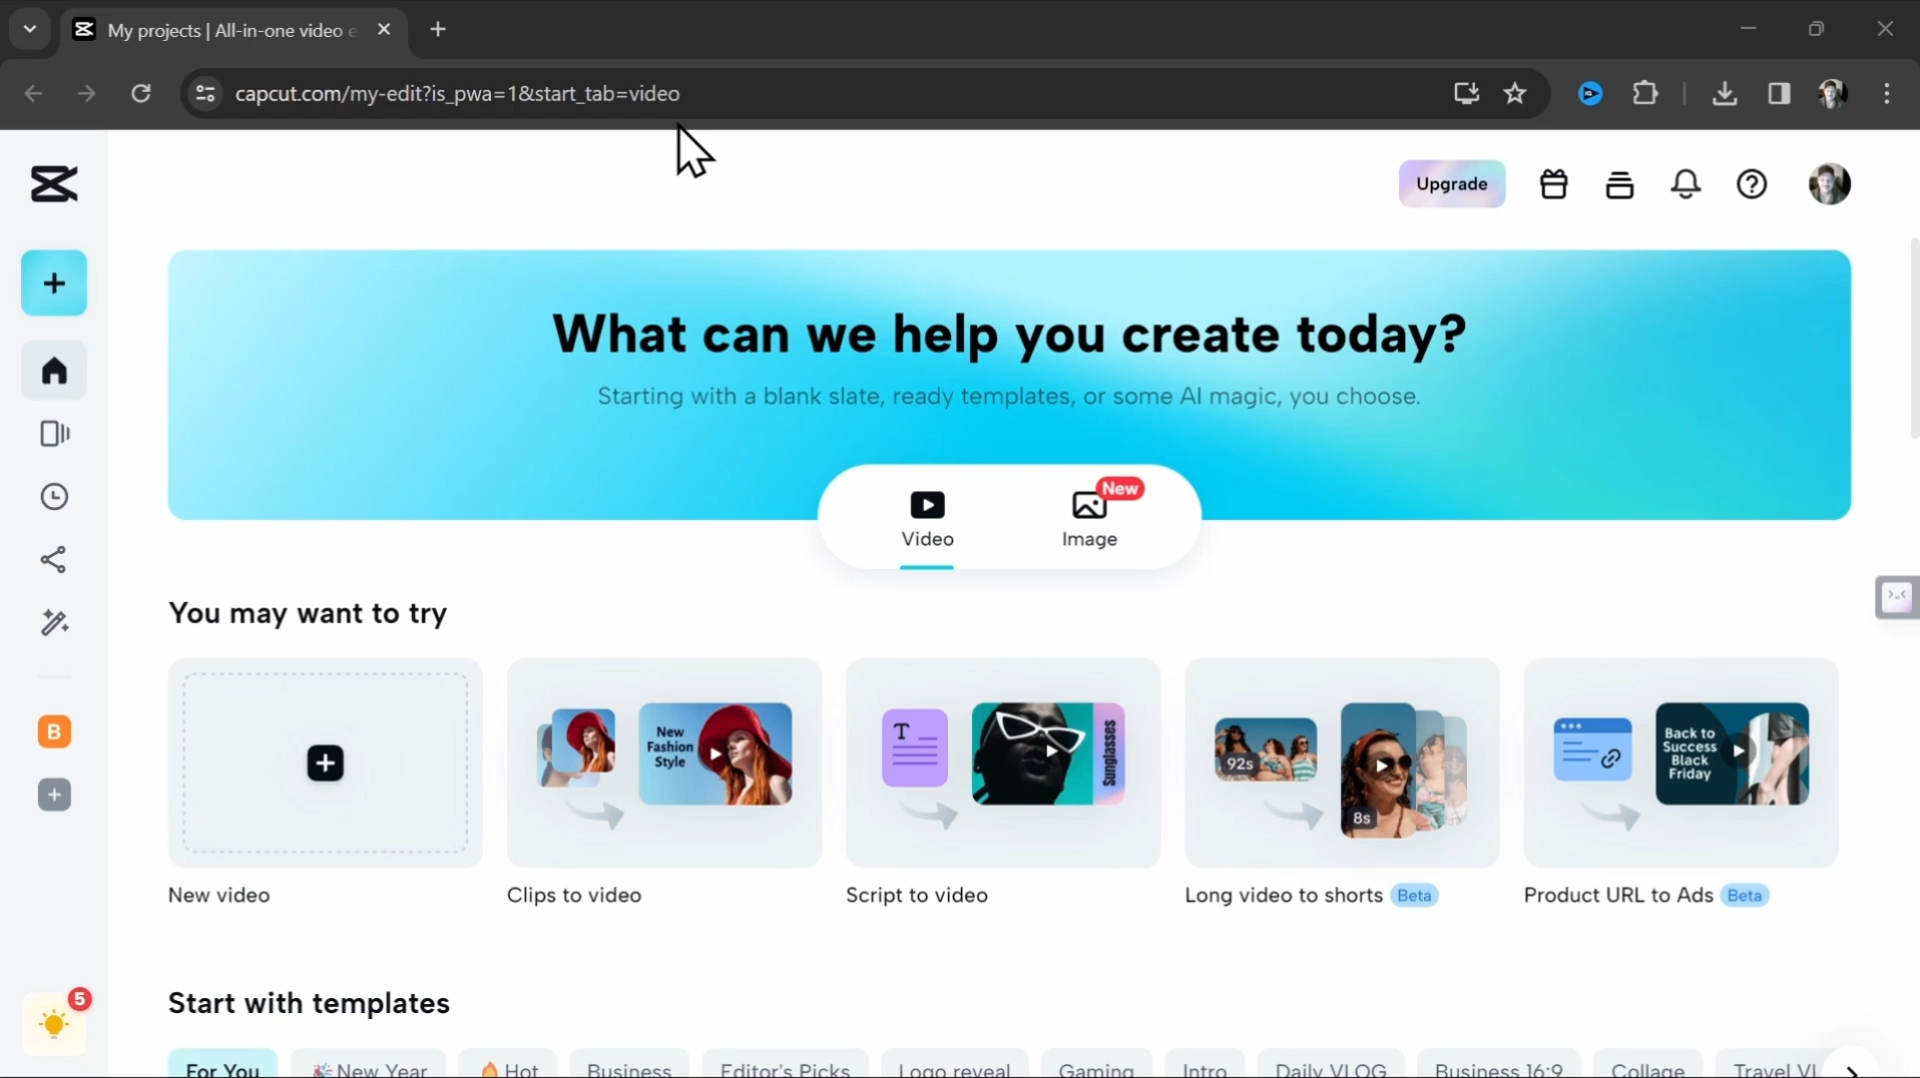 My projects | All-in-one video e
capcut.com/my-edit?is_pwa=1&start_tab=video
Upgrade
What can we help you create today?
Starting with a blank slate, ready templates, or some AI magic, you choose.
New
Video
Image
You may want to try
New
Fashion
Style
T
Sunglasses
92s
8s
Back to
Success
Black
Friday
B
New video
Clips to video
Script to video
Long video to shorts Beta
Product URL to Ads Beta
5
Start with templates
For You
New Year
Hot
Business
Editor's Picks
Logo reveal
Gaming
Intro
Daily VLOG
Business 16:9
Collage
Travel VL